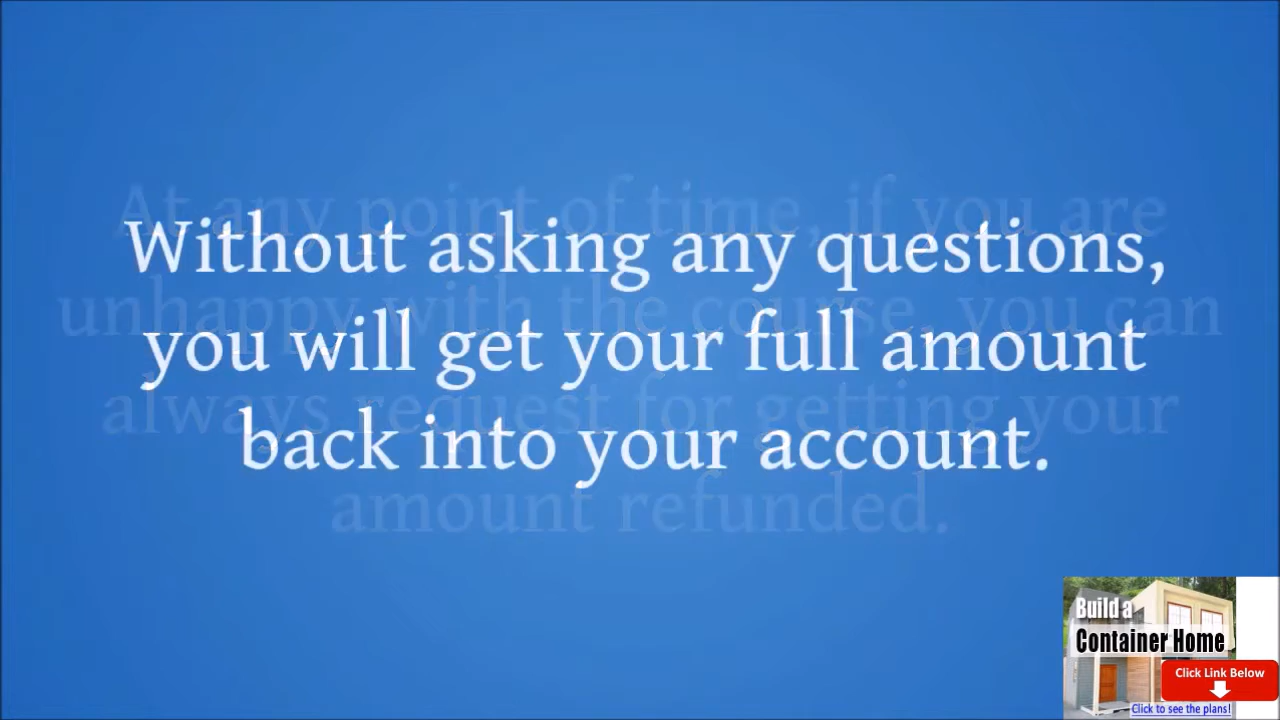 At any point of time, if you are
unhappy with the course, you can
always request for getting your
amount refunded.
Without asking any questions,
you will get your full amount
back into your account.
Build a
Container Home
Click Link Below
Click to see the plans!